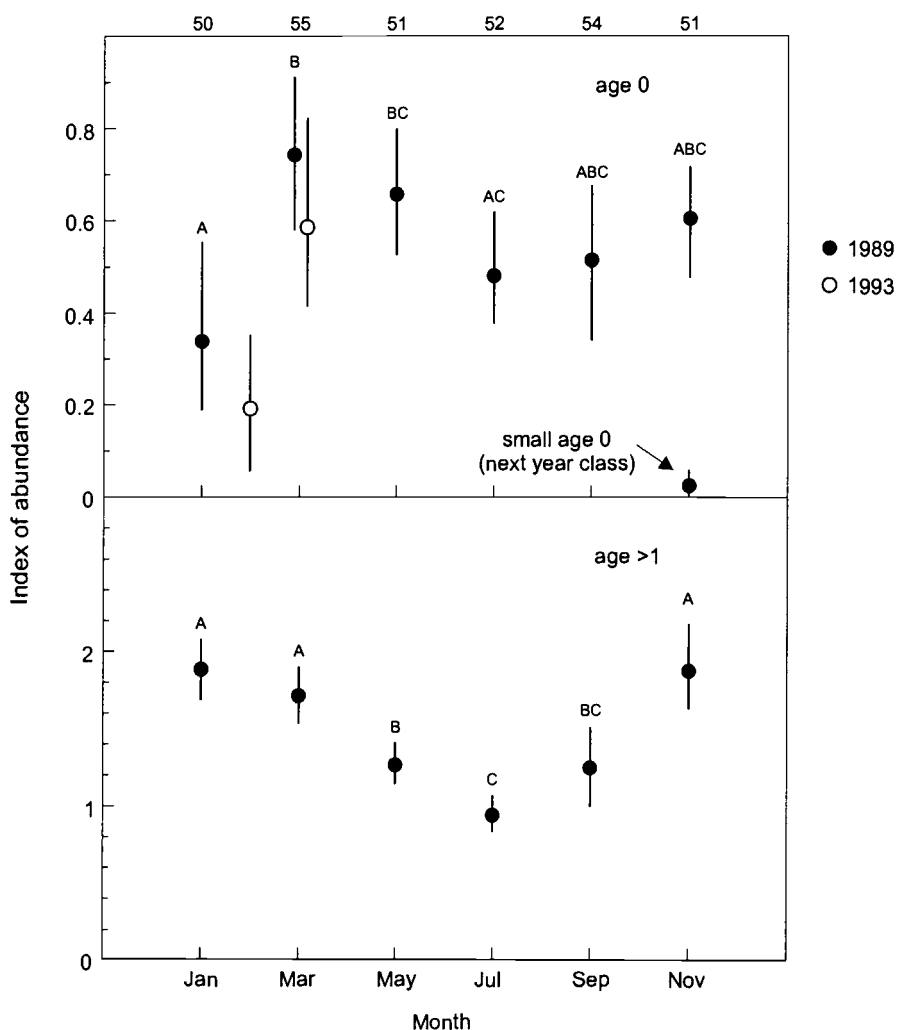 50 55 51 52 54 51
age 0
B
A
BC
AC
ABC
ABC
0.8
0.6
0.4
0.2
0
1989
1993
small age 0
(next year class)
Index of abundance
age >1
A
A
B
C
BC
A
2
1
0
Jan Mar May Jul Sep Nov
Month